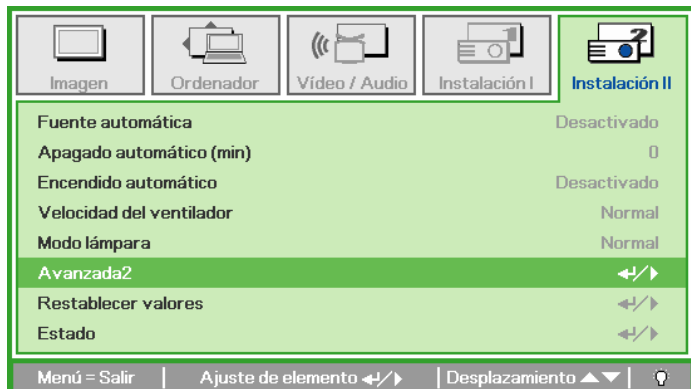 Imagen Ordenador Vídeo / Audio Instalación I Instalación II
Fuente automática Desactivado
Apagado automático (min) 0
Encendido automático Desactivado
Velocidad del ventilador Normal
Modo lámpara Normal
Avanzada2
Restablecer valores
Estado
Menú = Salir Ajuste de elemento Desplazamiento